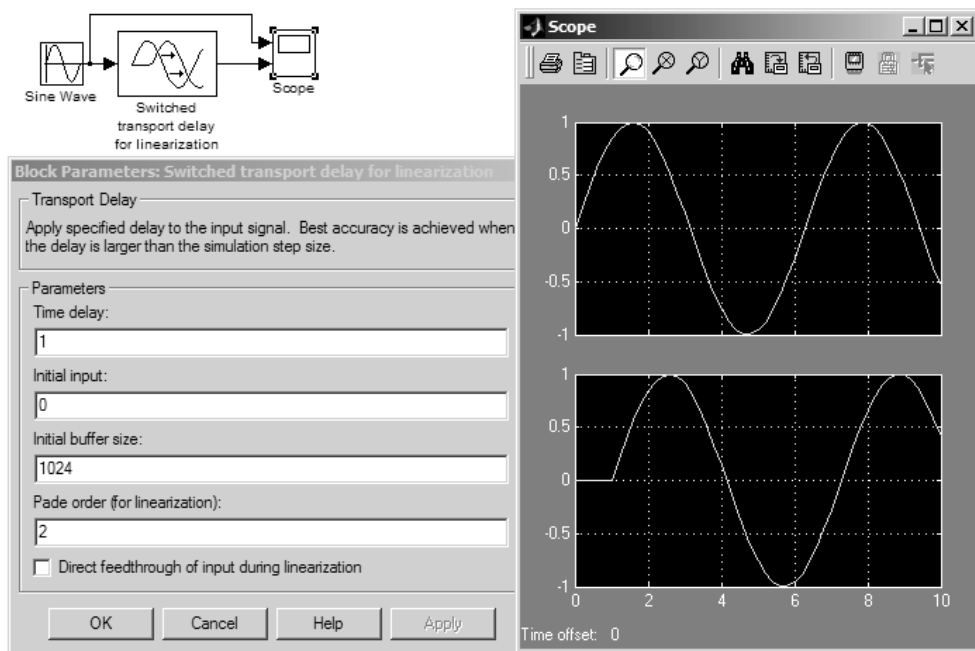 Sine Wave
Switched
transport delay
for linearization
Scope
Block Parameters: Switched transport delay for linearization
Transport Delay
Apply specified delay to the input signal.  Best accuracy is achieved when
the delay is larger than the simulation step size.
Parameters
Time delay:
1
Initial input:
0
Initial buffer size:
1024
Pade order (for linearization):
2
Direct feedthrough of input during linearization
OK Cancel Help Apply
Scope
1
0.5
0
-0.5
-1
1
0.5
0
-0.5
-1
0 2 4 6 8 10
Time offset: 0